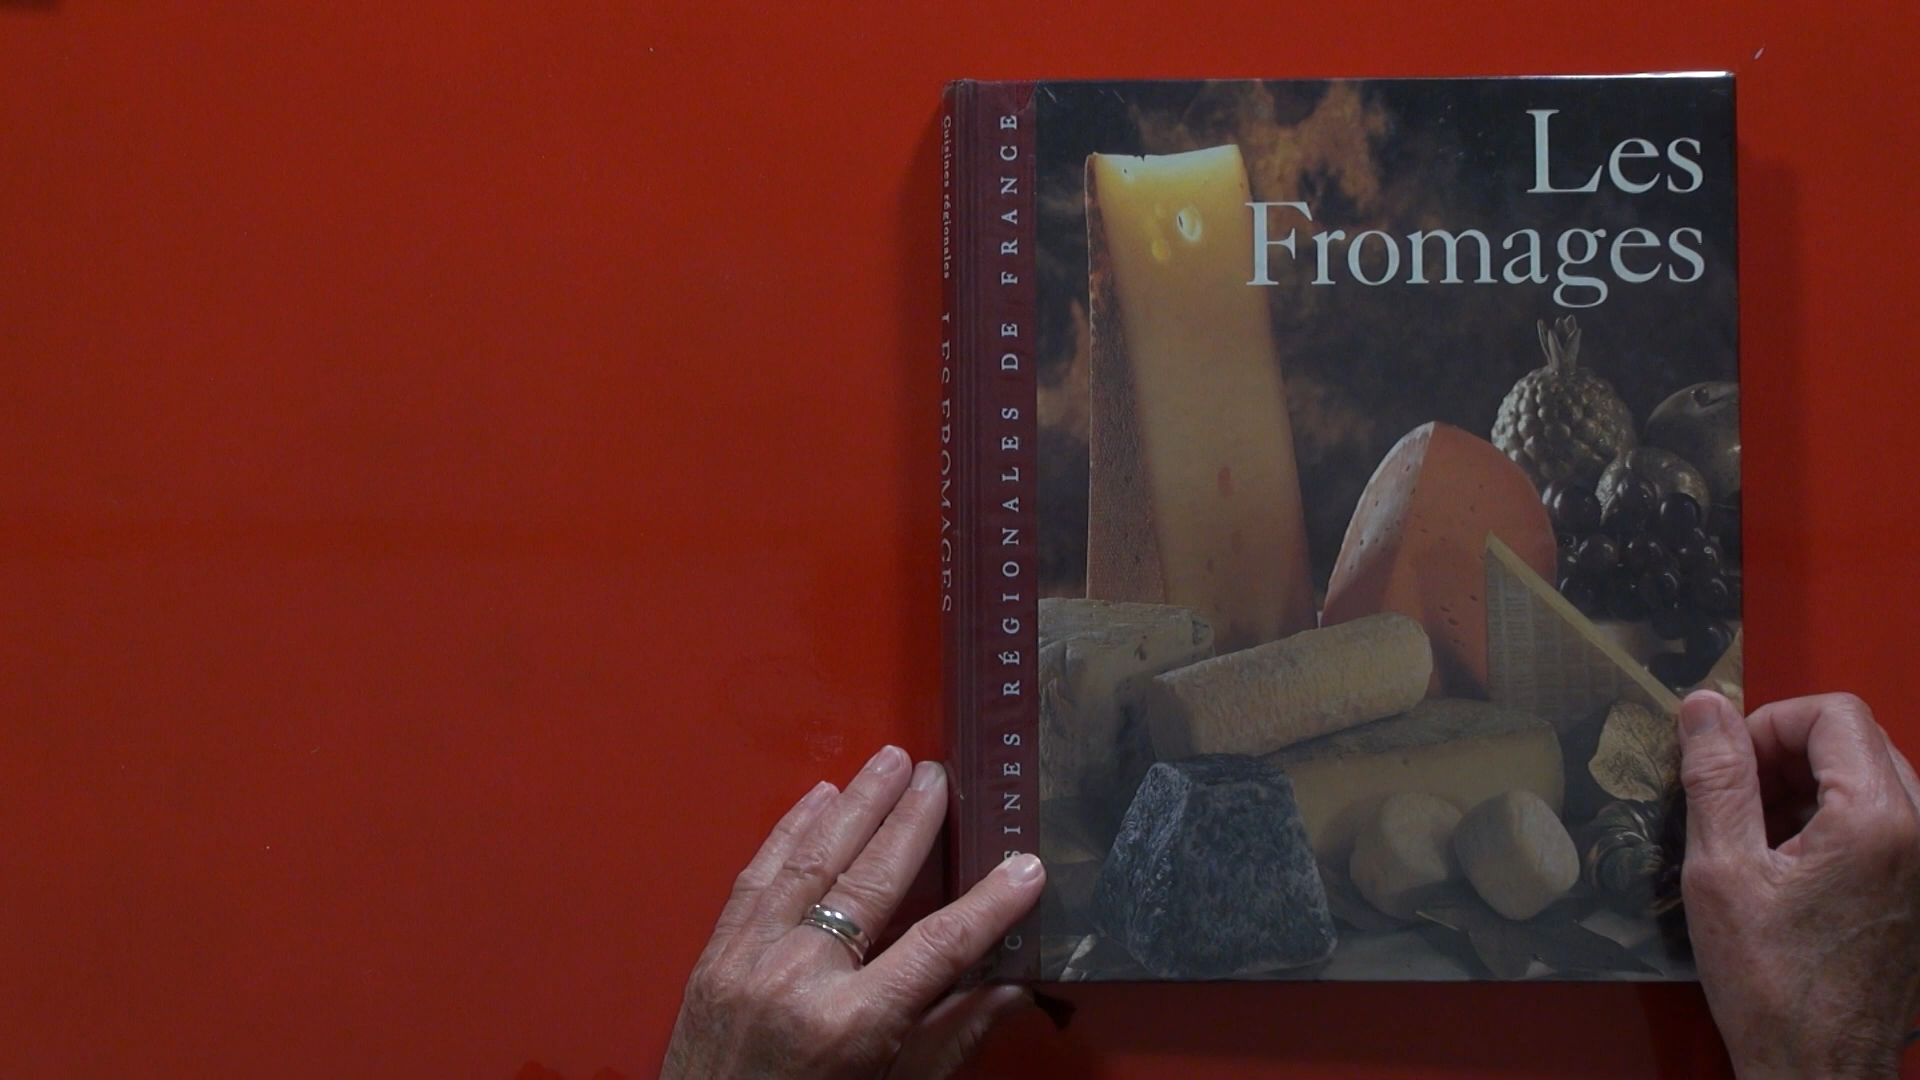 Les
Fromages
CUISINES RÉGIONALES DE FRANCE
Cuisines régionales LES FROMAGES